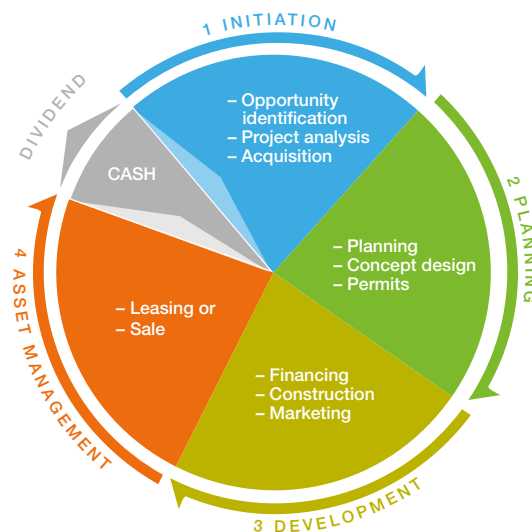 1 INITIATION
– Opportunity
identification
– Project analysis
– Acquisition
DIVIDEND
CASH
2 PLANNING
– Planning
– Concept design
– Permits
4 ASSET MANAGEMENT
– Leasing or
– Sale
– Financing
– Construction
– Marketing
3 DEVELOPMENT